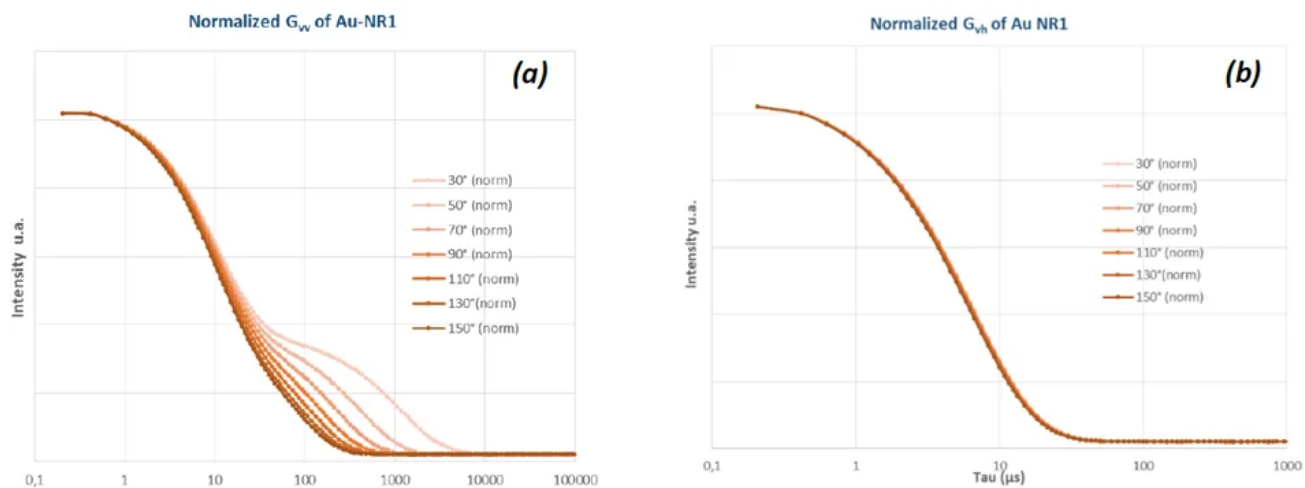 Normalized Gvv of Au-NR1
(a)
30° (norm)
50° (norm)
70° (norm)
90° (norm)
110° (norm)
130°(norm)
150° (norm)
Intensity u.a.
0,1 1 10 100 1000 10000 100000
Normalized Gvh of Au NR1
(b)
30° (norm)
50° (norm)
70° (norm)
90° (norm)
110° (norm)
130°(norm)
150° (norm)
Intensity u.a.
0,1 1 10 100 1000
Tau (µs)